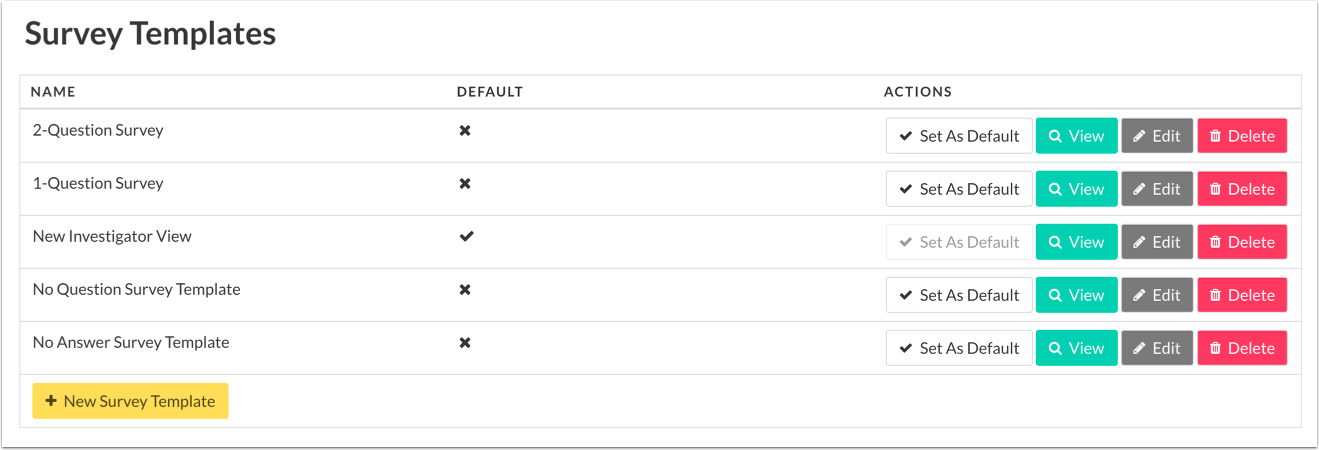 Survey Templates
NAME DEFAULT ACTIONS
2-Question Survey Set As Default View Edit Delete
1-Question Survey Set As Default View Edit Delete
New Investigator View Set As Default View Edit Delete
No Question Survey Template Set As Default View Edit Delete
No Answer Survey Template Set As Default View Edit Delete
New Survey Template